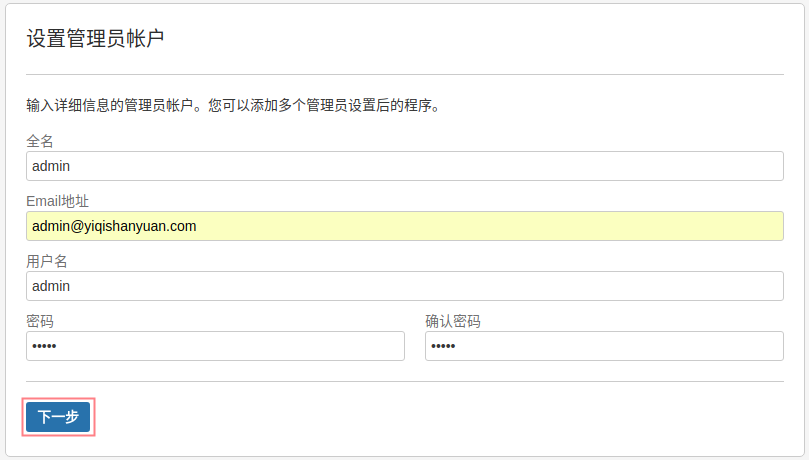 设置管理员帐户
输入详细信息的管理员帐户。您可以添加多个管理员设置后的程序。
全名
admin
Email地址
admin@yiqishanyuan.com
用户名
admin
密码 确认密码
••••• •••••
下一步